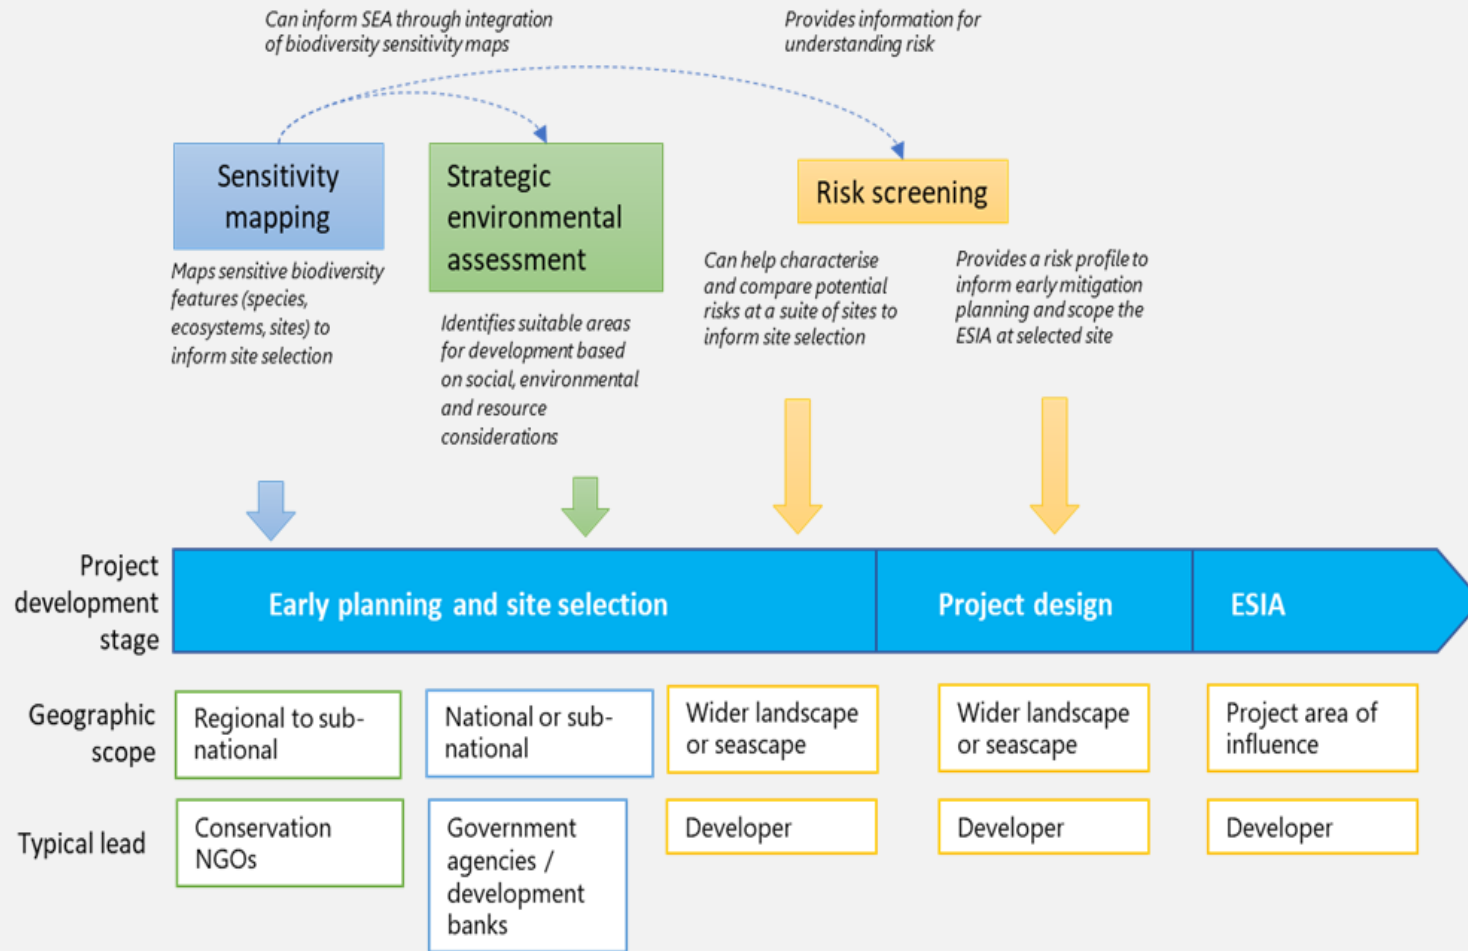 Can inform SEA through integration
of biodiversity sensitivity maps
Provides information for
understanding risk
Sensitivity
mapping
Maps sensitive biodiversity
features (species,
ecosystems, sites) to
inform site selection
Strategic
environmental
assessment
Identifies suitable areas
for development based
on social, environmental
and resource
considerations
Risk screening
Can help characterise
and compare potential
risks at a suite of sites to
inform site selection
Provides a risk profile to
inform early mitigation
planning and scope the
ESIA at selected site
Project
development
stage
Early planning and site selection
Project design
ESIA
Geographic
scope
Regional to sub-
national
National or sub-
national
Wider landscape
or seascape
Wider landscape
or seascape
Project area of
influence
Typical lead
Conservation
NGOs
Government
agencies /
development
banks
Developer
Developer
Developer